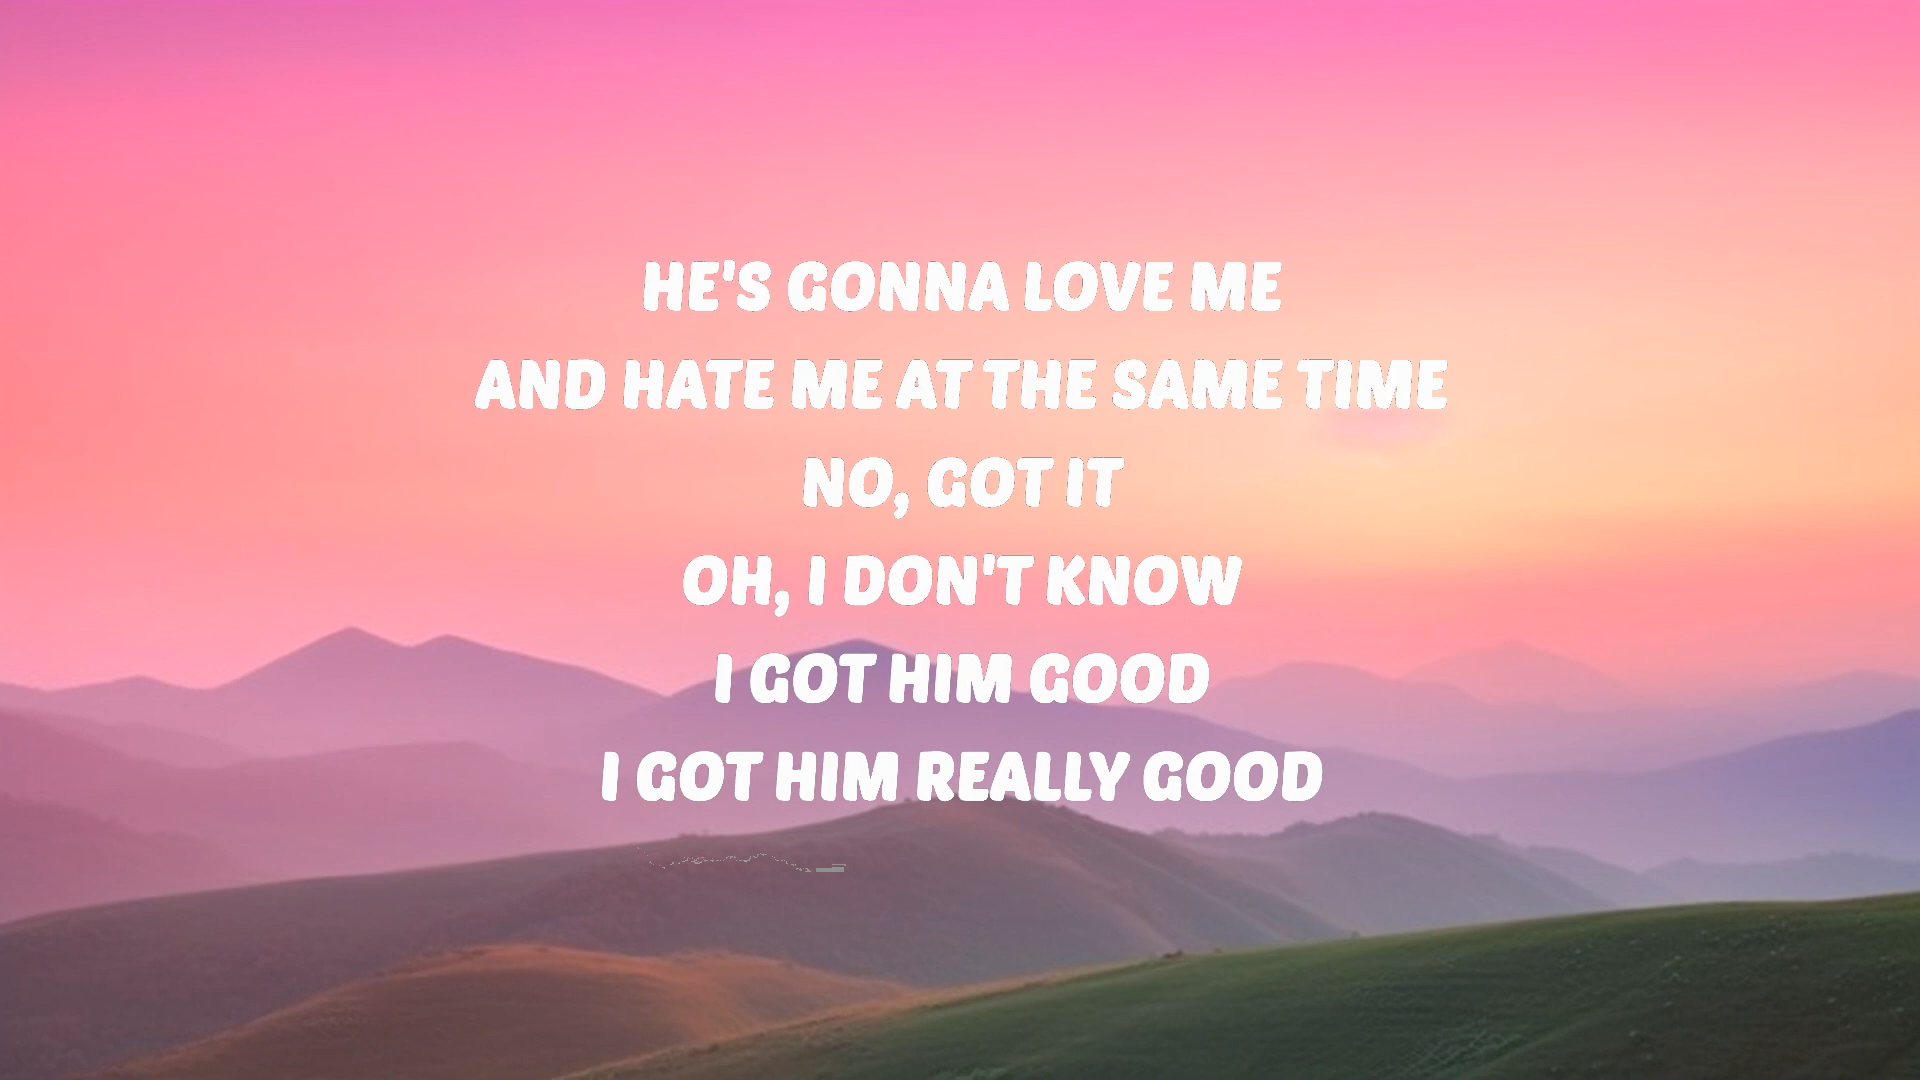 HE'S GONNA LOVE ME
AND HATE ME AT THE SAME TIME
NO, GOT IT
OH, I DON'T KNOW
I GOT HIM GOOD
I GOT HIM REALLY GOOD